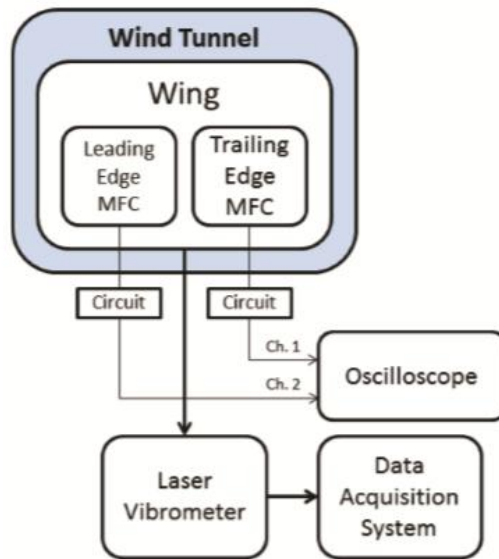 Wind Tunnel
Wing
Leading
Edge
MFC
Trailing
Edge
MFC
Circuit
Circuit
Ch. 1
Ch. 2
Oscilloscope
Laser
Vibrometer
Data
Acquisition
System